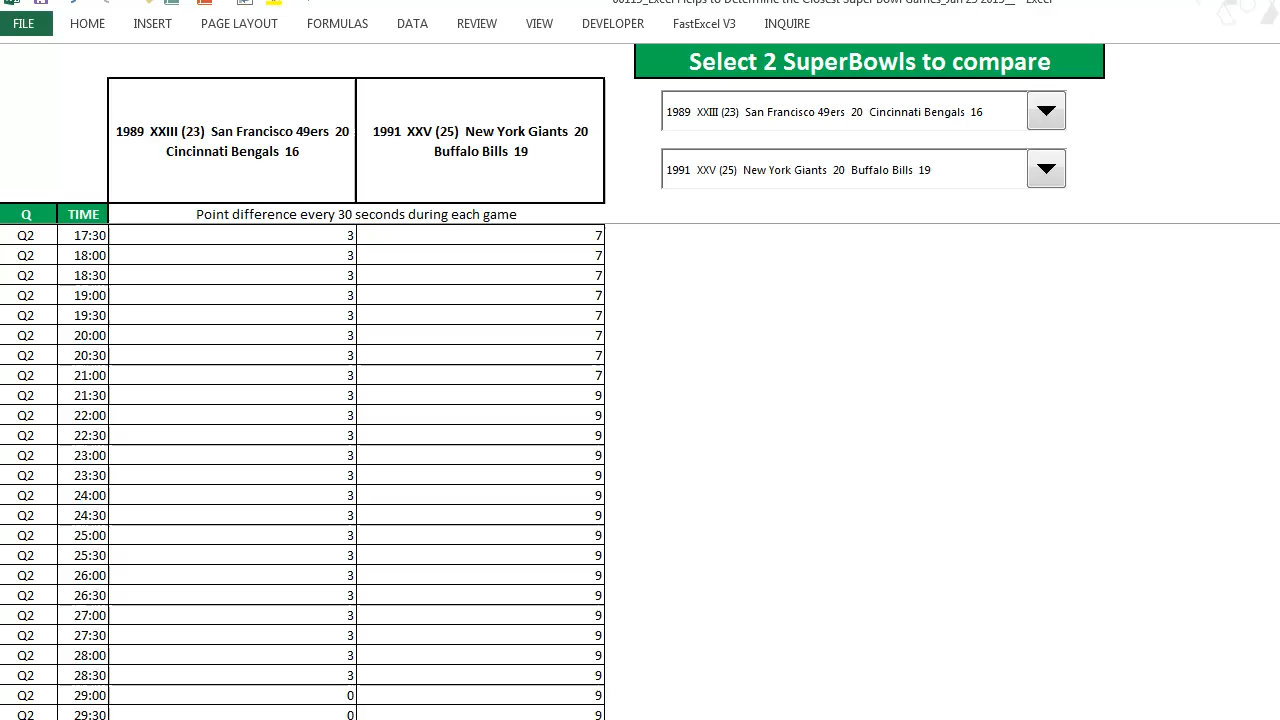 FILE HOME INSERT PAGE LAYOUT FORMULAS DATA REVIEW VIEW DEVELOPER FastExcel V3 INQUIRE
Select 2 SuperBowls to compare
1989 XXIII (23) San Francisco 49ers 20
Cincinnati Bengals 16
1991 XXV (25) New York Giants 20
Buffalo Bills 19
1989 XXIII (23) San Francisco 49ers 20 Cincinnati Bengals 16
1991 XXV (25) New York Giants 20 Buffalo Bills 19
Q TIME Point difference every 30 seconds during each game
Q2 17:30 3 7
Q2 18:00 3 7
Q2 18:30 3 7
Q2 19:00 3 7
Q2 19:30 3 7
Q2 20:00 3 7
Q2 20:30 3 7
Q2 21:00 3 7
Q2 21:30 3 9
Q2 22:00 3 9
Q2 22:30 3 9
Q2 23:00 3 9
Q2 23:30 3 9
Q2 24:00 3 9
Q2 24:30 3 9
Q2 25:00 3 9
Q2 25:30 3 9
Q2 26:00 3 9
Q2 26:30 3 9
Q2 27:00 3 9
Q2 27:30 3 9
Q2 28:00 3 9
Q2 28:30 3 9
Q2 29:00 0 9
Q2 29:30 0 9